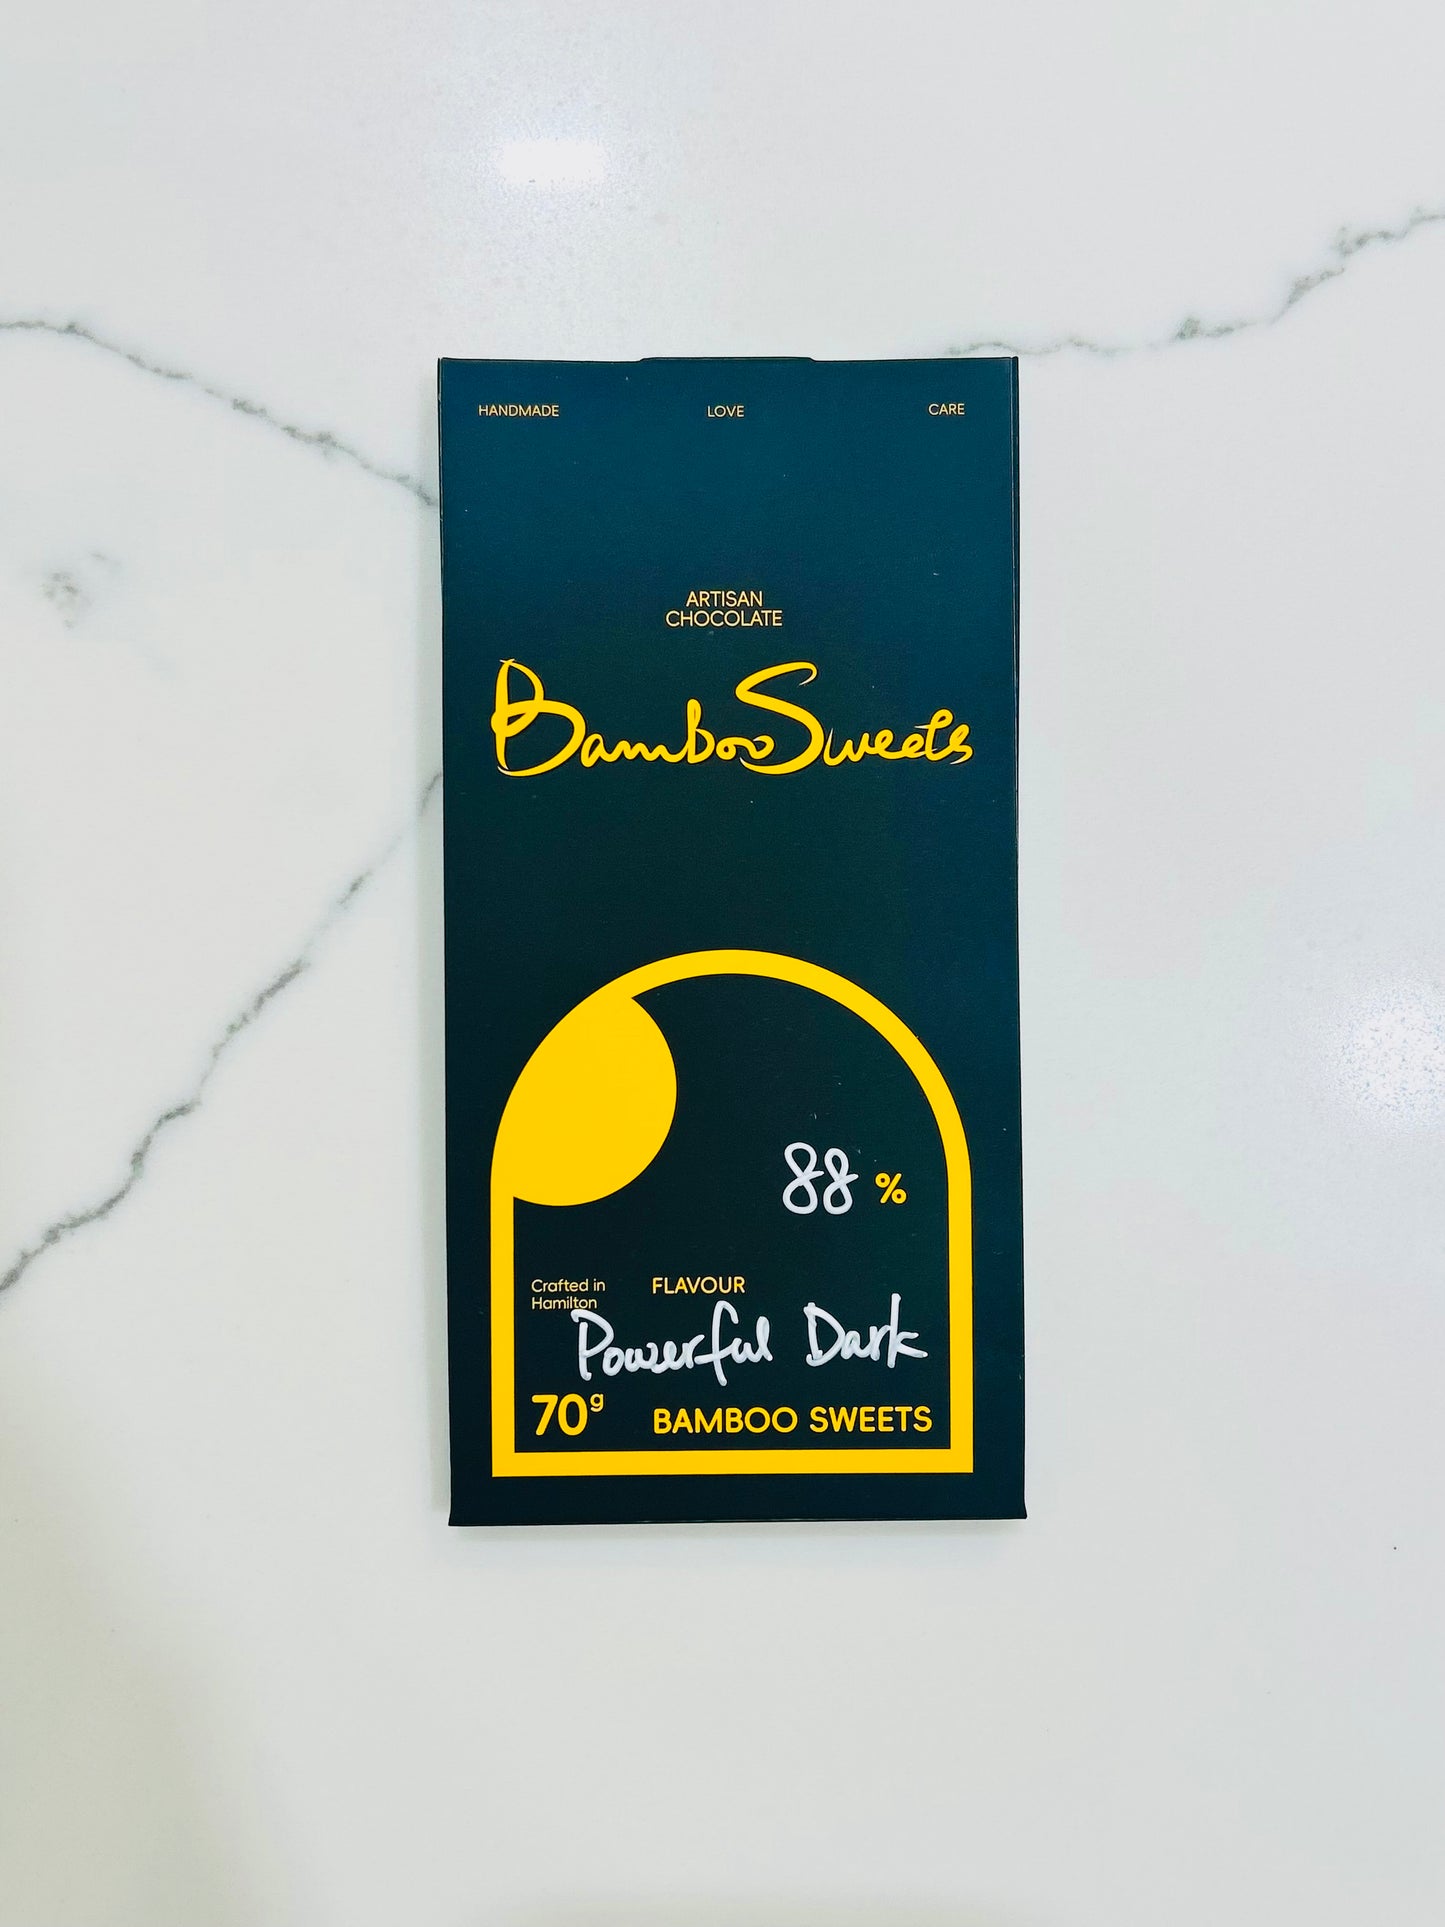 HANDMADE LOVE CARE
ARTISAN
CHOCOLATE
BambooSweets
88 %
Crafted in
Hamilton
FLAVOUR
Powerful Dark
70g
BAMBOO SWEETS